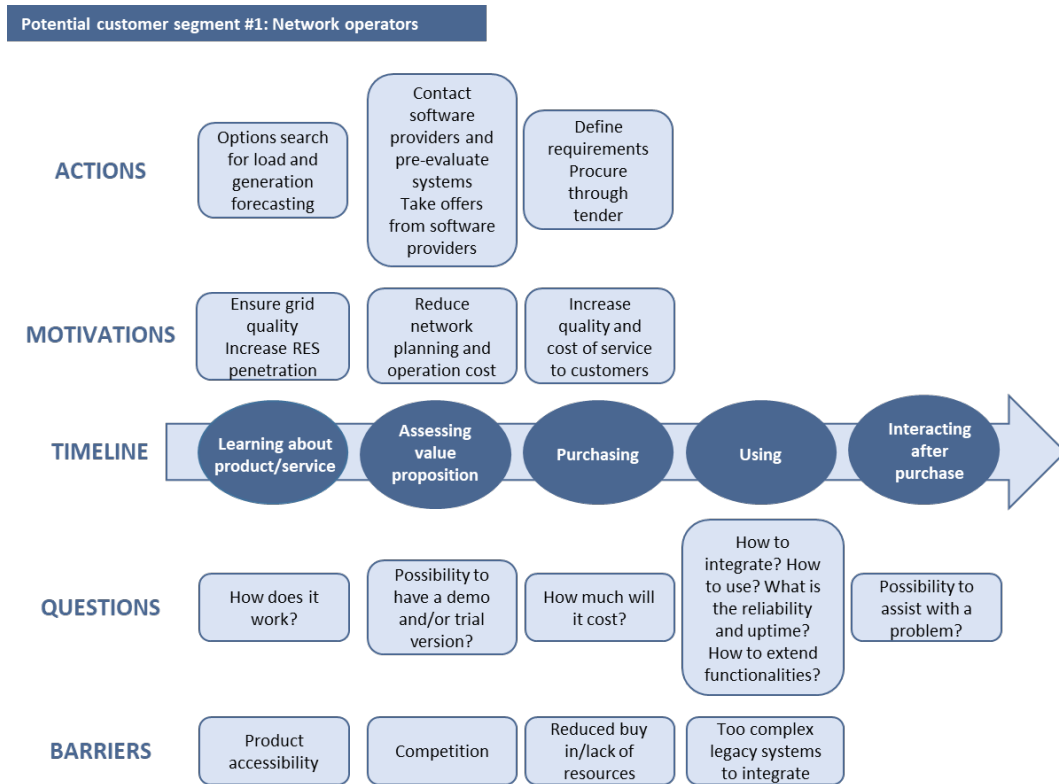 Potential customer segment #1: Network operators
ACTIONS
Options search
for load and
generation
forecasting
Contact
software
providers and
pre-evaluate
systems
Take offers
from software
providers
Define
requirements
Procure
through
tender
MOTIVATIONS
Ensure grid
quality
Increase RES
penetration
Reduce
network
planning and
operation cost
Increase
quality and
cost of service
to customers
TIMELINE
Learning about
product/service
Assessing
value
proposition
Purchasing
Using
Interacting
after
purchase
QUESTIONS
How does it
work?
Possibility to
have a demo
and/or trial
version?
How much will
it cost?
How to
integrate? How
to use? What is
the reliability
and uptime?
How to extend
functionalities?
Possibility to
assist with a
problem?
BARRIERS
Product
accessibility
Competition
Reduced buy
in/lack of
resources
Too complex
legacy systems
to integrate